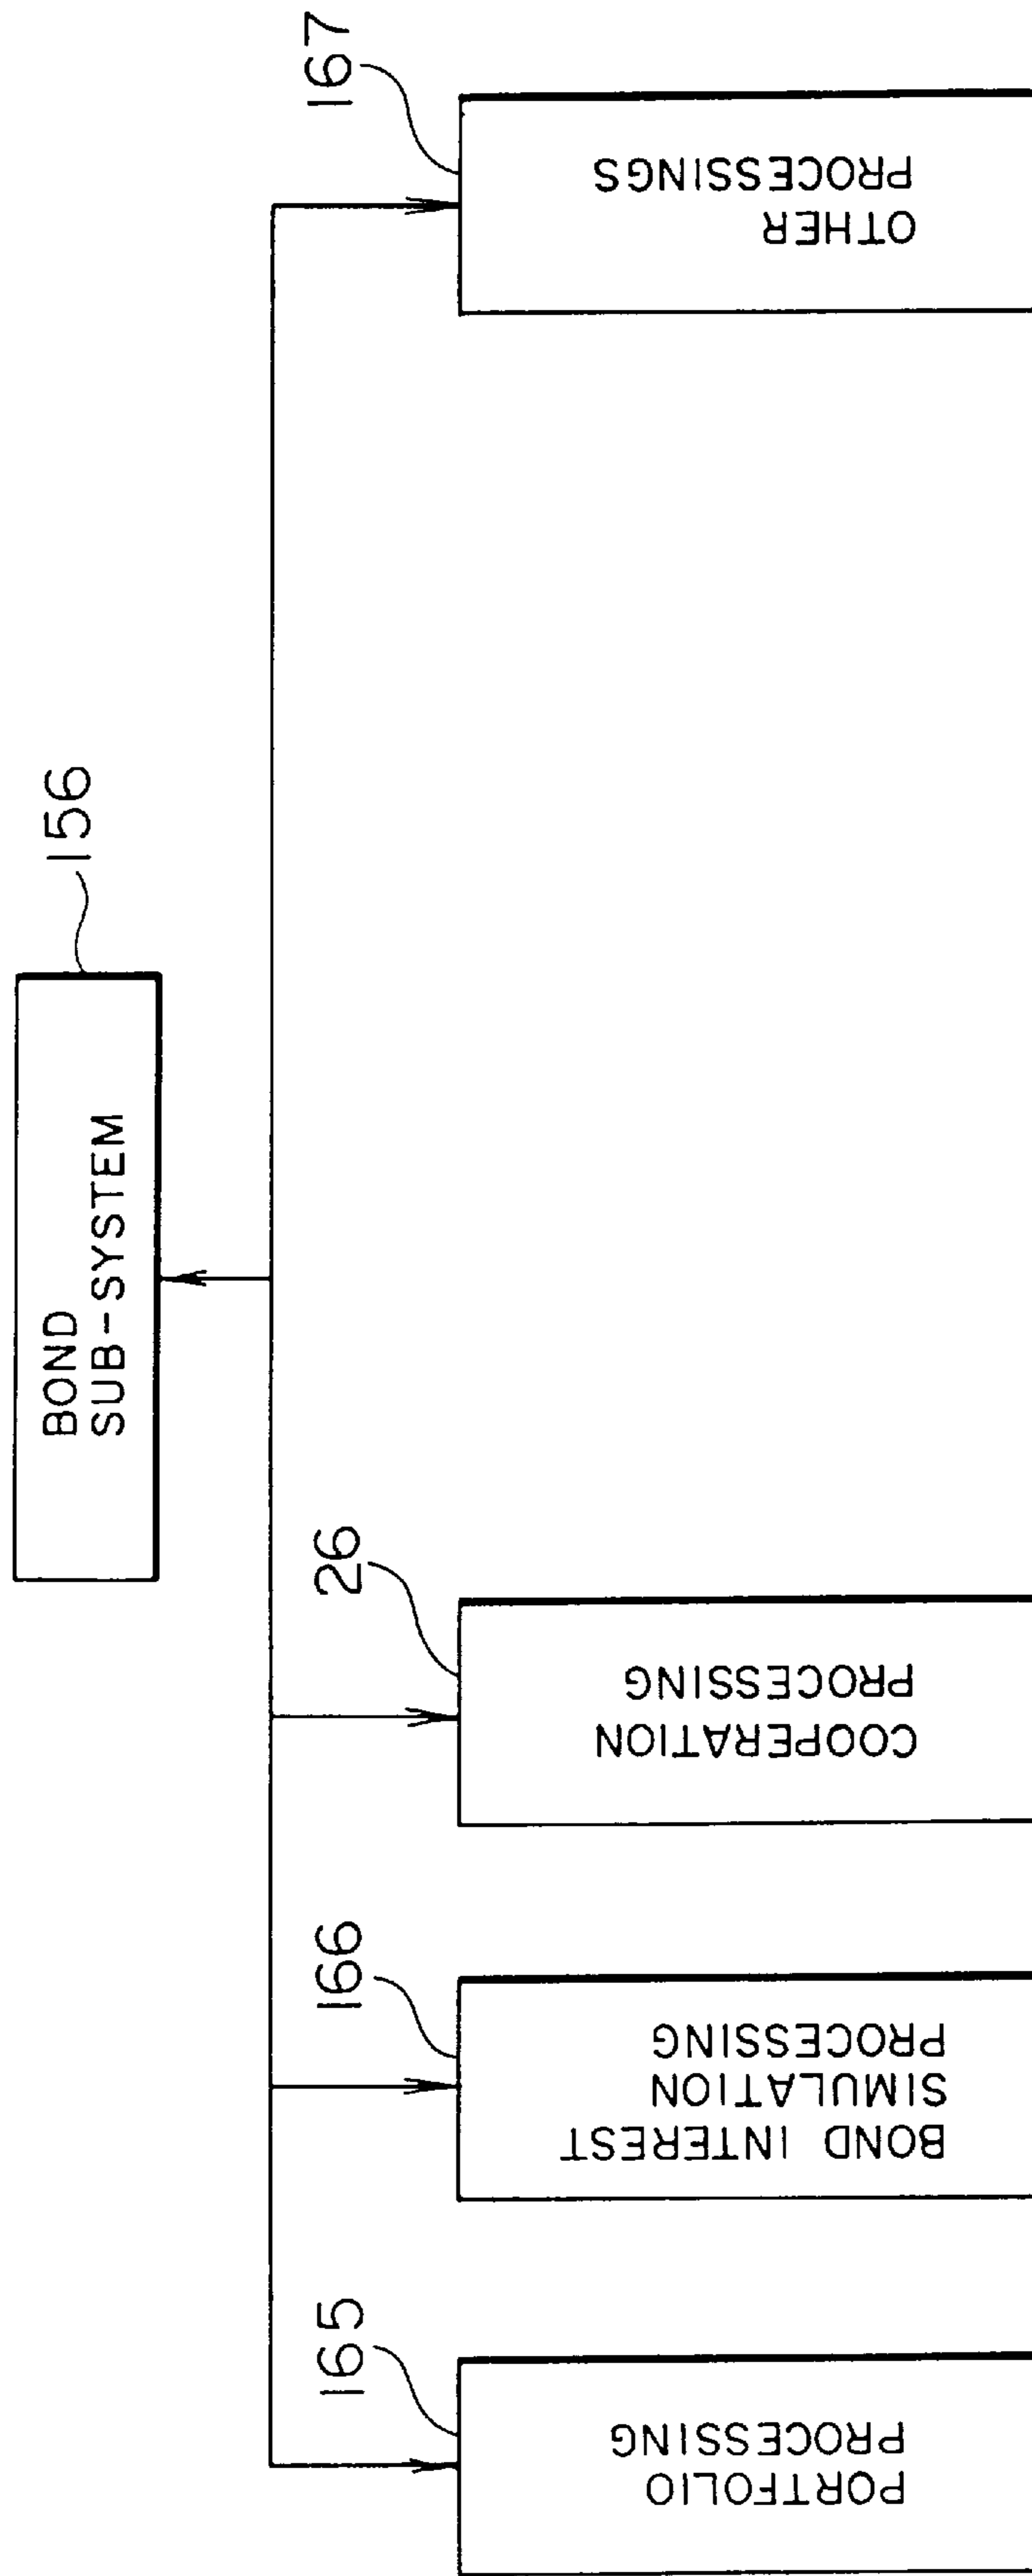 BOND
SUB-SYSTEM
156
165
PORTFOLIO
PROCESSING
166
BOND INTEREST
SIMULATION
PROCESSING
26
COOPERATION
PROCESSING
167
OTHER
PROCESSINGS